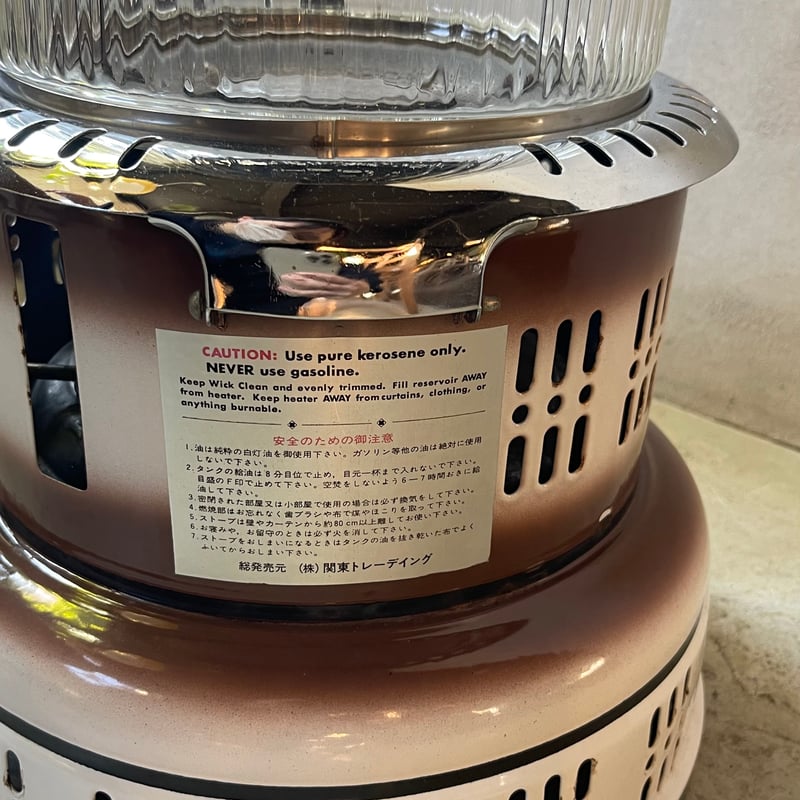 CAUTION: Use pure kerosene only.
NEVER use gasoline.
Keep Wick Clean and evenly trimmed. Fill reservoir AWAY
from heater. Keep heater AWAY from curtains, clothing, or
anything burnable.
安全のための御注意
1. 油は純粋の白灯油を御使用下さい。ガソリン等他の油は絶対に使用
しないで下さい。
2. タンクの給油は8分目位で止め、目元一杯まで入れないで下さい。
目盛のF印で止めて下さい。空焚をしないよう6―7時間おきに給
油して下さい。
3. 密閉された部屋又は小部屋で使用の場合は必ず換気をして下さい。
4. 燃焼部はお忘れなく歯ブラシや布で煤やほこりを取って下さい。
5. ストーブは壁やカーテンから約80cm以上離してお使い下さい。
6. お寝みや、お留守のときは必ず火を消して下さい。
7. ストーブをおしまいになるときはタンクの油を抜き乾いた布でよく
ふいてからおしまい下さい。
総発売元 (株)関東トレーデイング